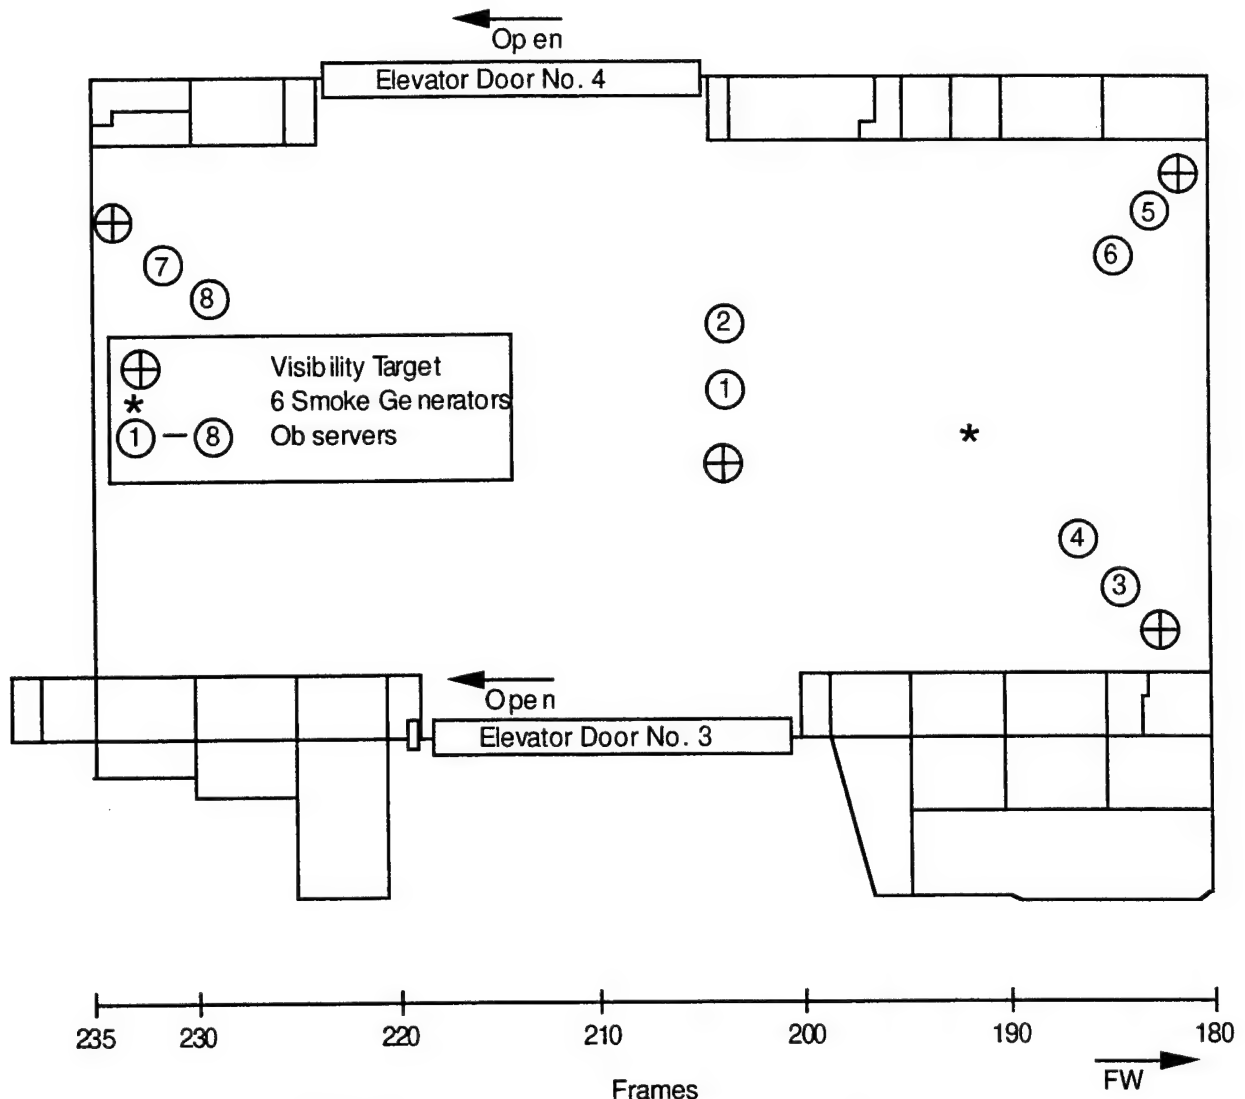 Open
Elevator Door No. 4
5
7
6
8
2
Visibility Target
1
* 6 Smoke Generators
*
1 – 8 Observers
4
3
Open
Elevator Door No. 3
235 230 220 210 200 190 180
FW
Frames